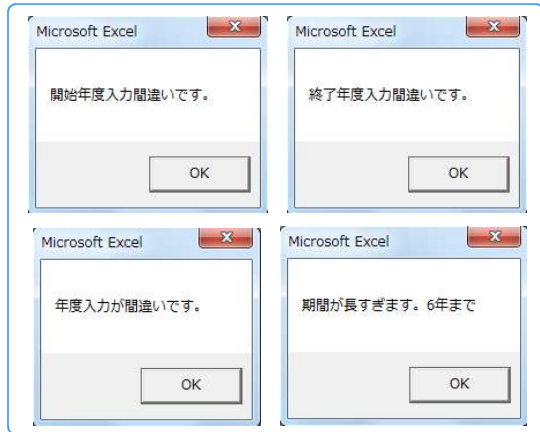 Microsoft Excel
開始年度入力間違いです。
OK
Microsoft Excel
終了年度入力間違いです。
OK
Microsoft Excel
年度入力が間違いです。
OK
Microsoft Excel
期間が長すぎます。6年まで
OK